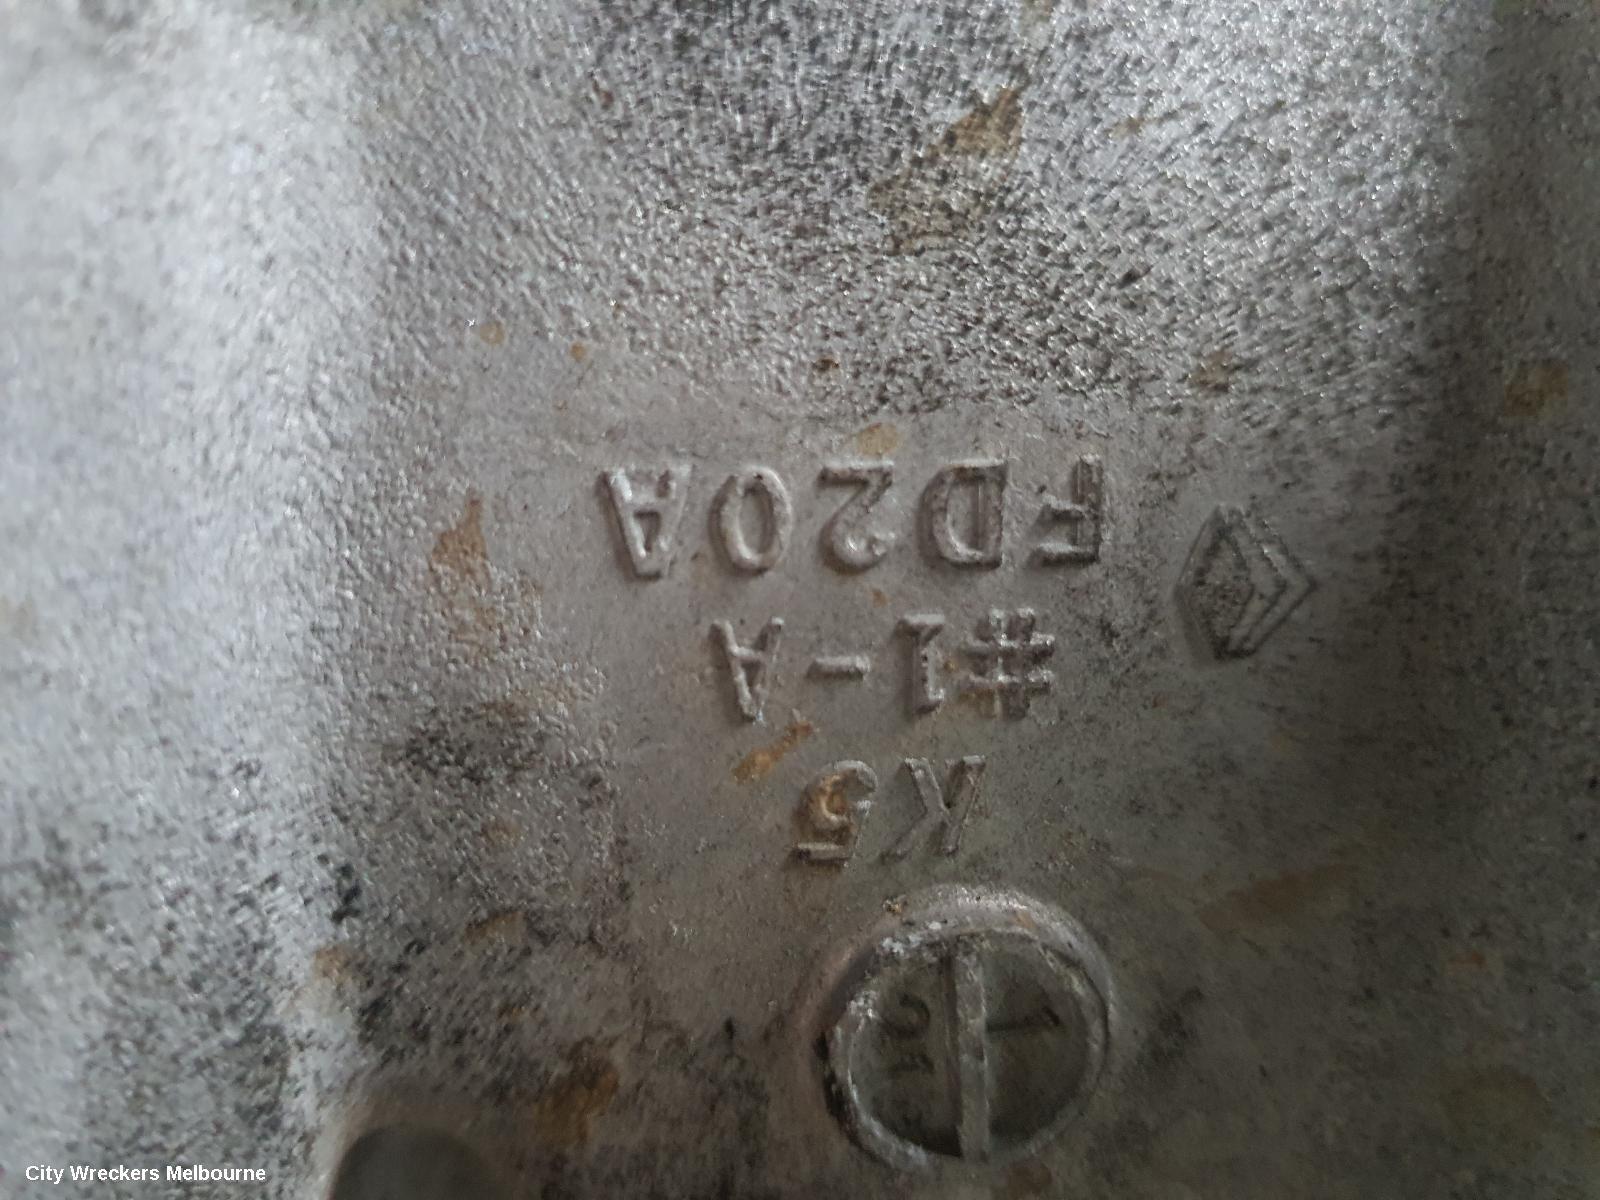 FD20A
#1-A
K5
City Wreckers Melbourne